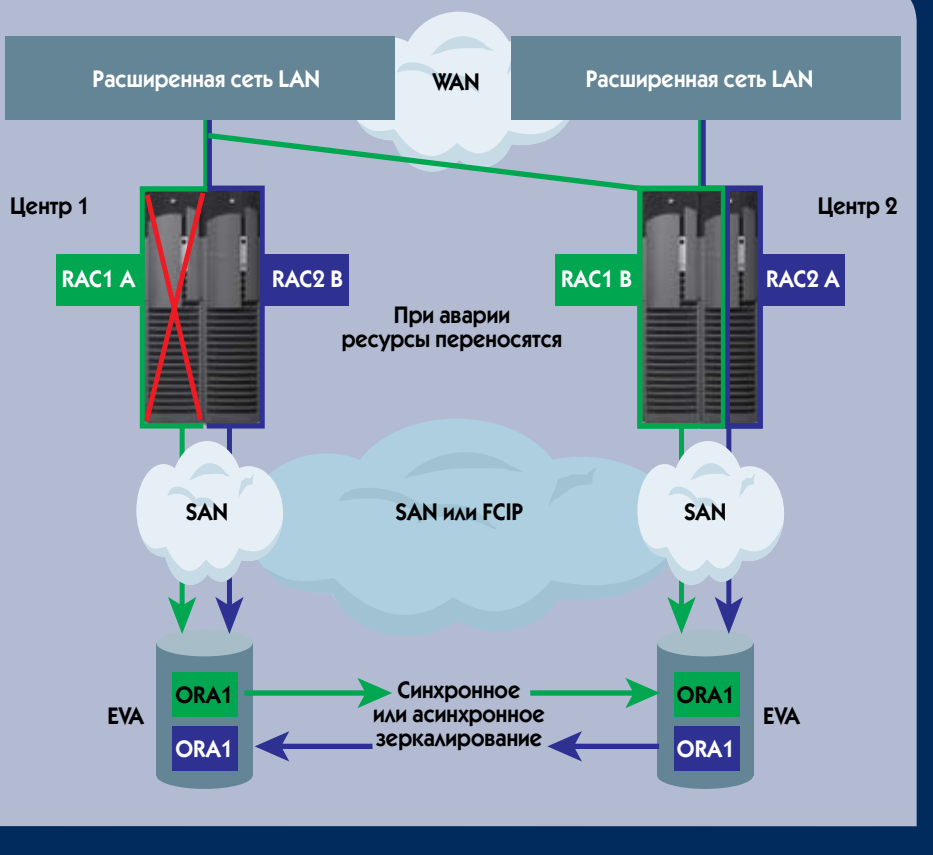 Расширенная сеть LAN
WAN
Расширенная сеть LAN
Центр 1
Центр 2
RAC1 A
RAC2 B
RAC1 B
RAC2 A
При аварии
ресурсы переносятся
SAN
SAN или FCIP
SAN
EVA
ORA1
ORA1
Синхронное
или асинхронное
зеркалирование
ORA1
ORA1
EVA